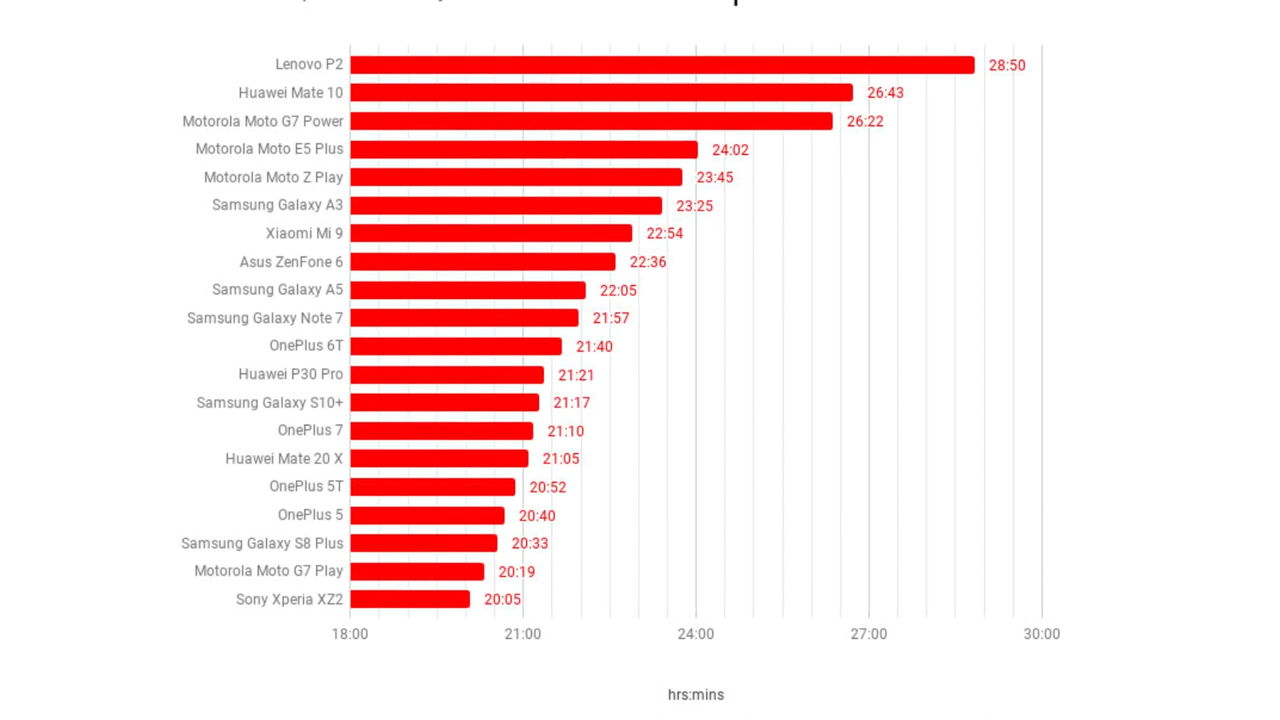 Lenovo P2 28:50
Huawei Mate 10 26:43
Motorola Moto G7 Power 26:22
Motorola Moto E5 Plus 24:02
Motorola Moto Z Play 23:45
Samsung Galaxy A3 23:25
Xiaomi Mi 9 22:54
Asus ZenFone 6 22:36
Samsung Galaxy A5 22:05
Samsung Galaxy Note 7 21:57
OnePlus 6T 21:40
Huawei P30 Pro 21:21
Samsung Galaxy S10+ 21:17
OnePlus 7 21:10
Huawei Mate 20 X 21:05
OnePlus 5T 20:52
OnePlus 5 20:40
Samsung Galaxy S8 Plus 20:33
Motorola Moto G7 Play 20:19
Sony Xperia XZ2 20:05
18:00 21:00 24:00 27:00 30:00
hrs:mins